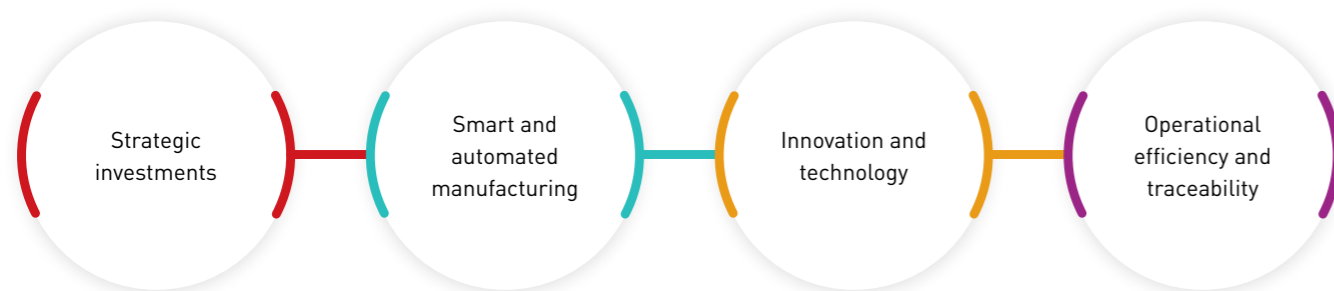 Strategic
investments
Smart and
automated
manufacturing
Innovation and
technology
Operational
efficiency and
traceability